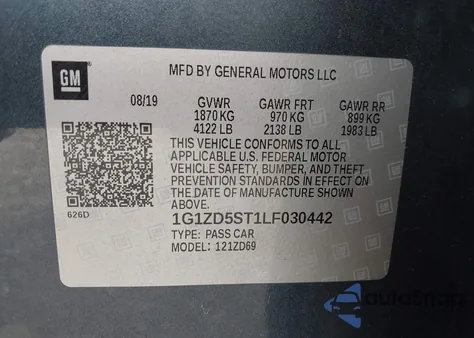 GM
MFD BY GENERAL MOTORS LLC
08/19 GVWR GAWR FRT GAWR RR
1870 KG 970 KG 899 KG
4122 LB 2138 LB 1983 LB
THIS VEHICLE CONFORMS TO ALL
APPLICABLE U.S. FEDERAL MOTOR
VEHICLE SAFETY, BUMPER, AND THEFT
PREVENTION STANDARDS IN EFFECT ON
THE DATE OF MANUFACTURE SHOWN
ABOVE.
626D
1G1ZD5ST1LF030442
TYPE: PASS CAR
MODEL: 121ZD69
autoSnap